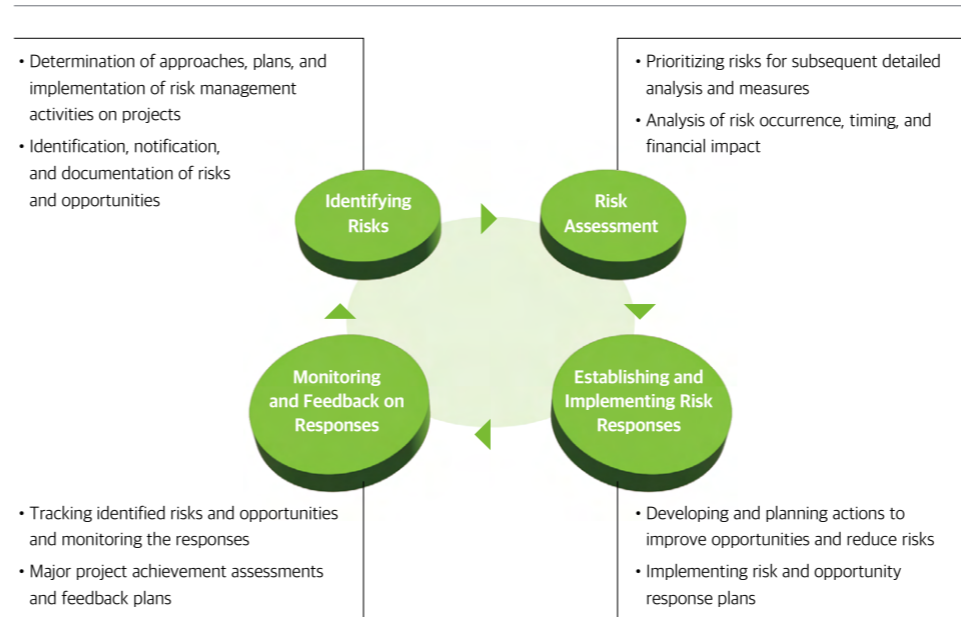 • Determination of approaches, plans, and
implementation of risk management
activities on projects
• Identification, notification,
and documentation of risks
and opportunities
• Prioritizing risks for subsequent detailed
analysis and measures
• Analysis of risk occurrence, timing, and
financial impact
Identifying
Risks
Risk
Assessment
Monitoring
and Feedback on
Responses
Establishing and
Implementing Risk
Responses
• Tracking identified risks and opportunities
and monitoring the responses
• Major project achievement assessments
and feedback plans
• Developing and planning actions to
improve opportunities and reduce risks
• Implementing risk and opportunity
response plans